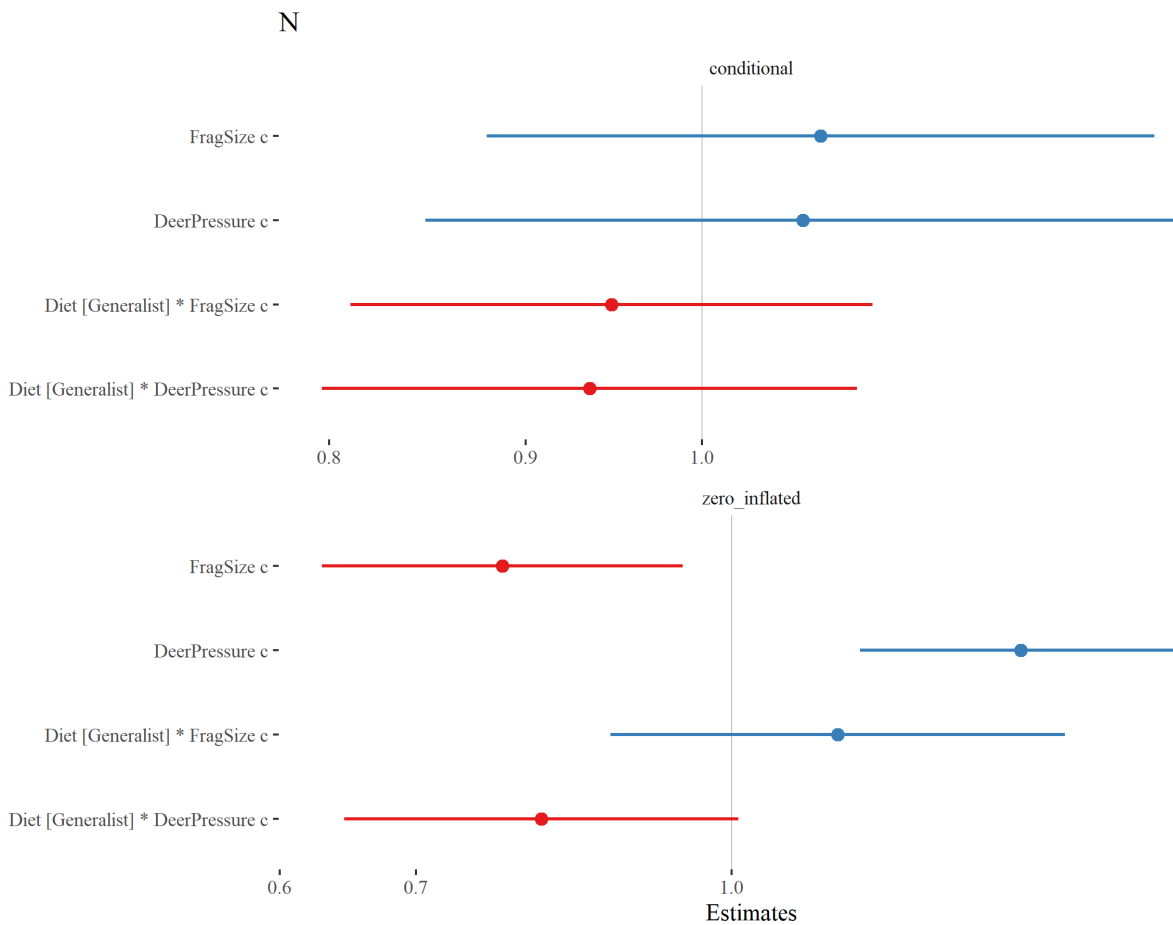 N
conditional
FragSize c
DeerPressure c
Diet [Generalist] * FragSize c
Diet [Generalist] * DeerPressure c
0.8 0.9 1.0
zero_inflated
FragSize c
DeerPressure c
Diet [Generalist] * FragSize c
Diet [Generalist] * DeerPressure c
0.6 0.7 1.0
Estimates